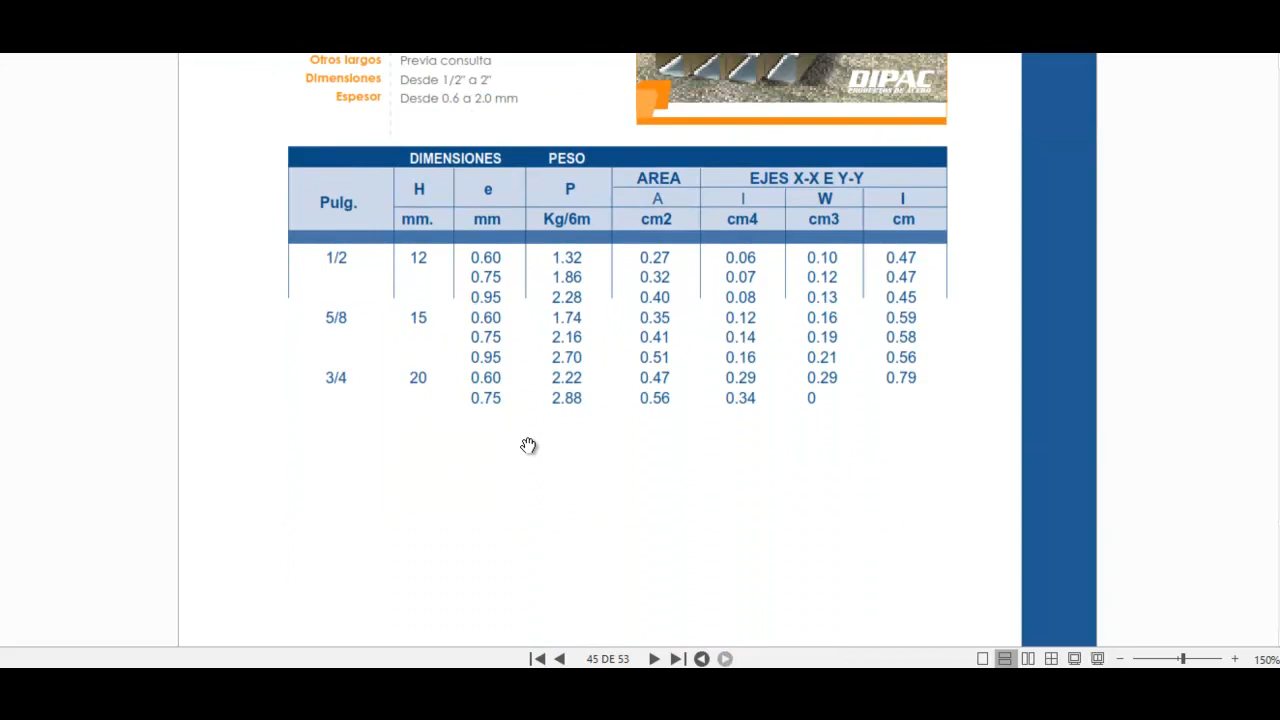 Otros largos Previa consulta
Dimensiones Desde 1/2" a 2"
Espesor Desde 0.6 a 2.0 mm
DIPAC
PRODUCTOS DE ACERO
DIMENSIONES PESO
Pulg. H e P AREA EJES X-X E Y-Y
A I W I
mm. mm Kg/6m cm2 cm4 cm3 cm
1/2 12 0.60 1.32 0.27 0.06 0.10 0.47
0.75 1.86 0.32 0.07 0.12 0.47
0.95 2.28 0.40 0.08 0.13 0.45
5/8 15 0.60 1.74 0.35 0.12 0.16 0.59
0.75 2.16 0.41 0.14 0.19 0.58
0.95 2.70 0.51 0.16 0.21 0.56
3/4 20 0.60 2.22 0.47 0.29 0.29 0.79
0.75 2.88 0.56 0.34 0
45 DE 53
150%